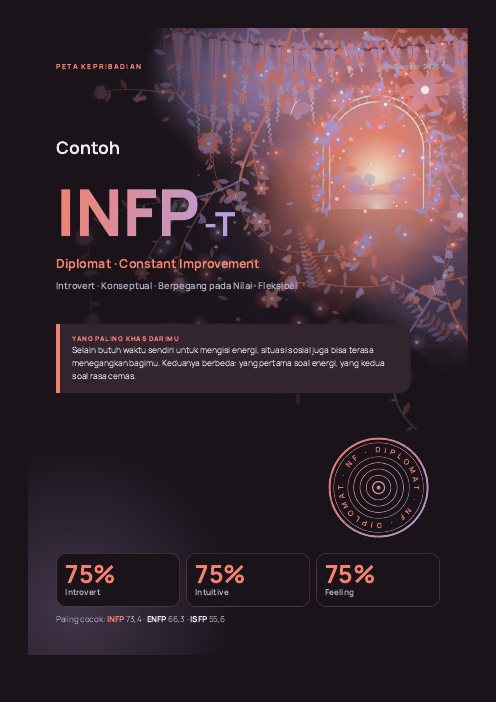 PETA KEPRIBADIAN
2026
Contoh
INFP-T
Diplomat · Constant Improvement
Introvert · Konseptual · Berpegang pada Nilai · Fleksibel
YANG PALING KHAS DARIMU
Selain butuh waktu sendiri untuk mengisi energi, situasi sosial juga bisa terasa
menegangkan bagimu. Keduanya berbeda: yang pertama soal energi, yang kedua
soal rasa cemas.
DIPLOMAT · NF · DIPLOMAT · NF ·
75%
Introvert
75%
Intuitive
75%
Feeling
Paling cocok: INFP 73,4 · ENFP 66,3 · ISFP 55,6